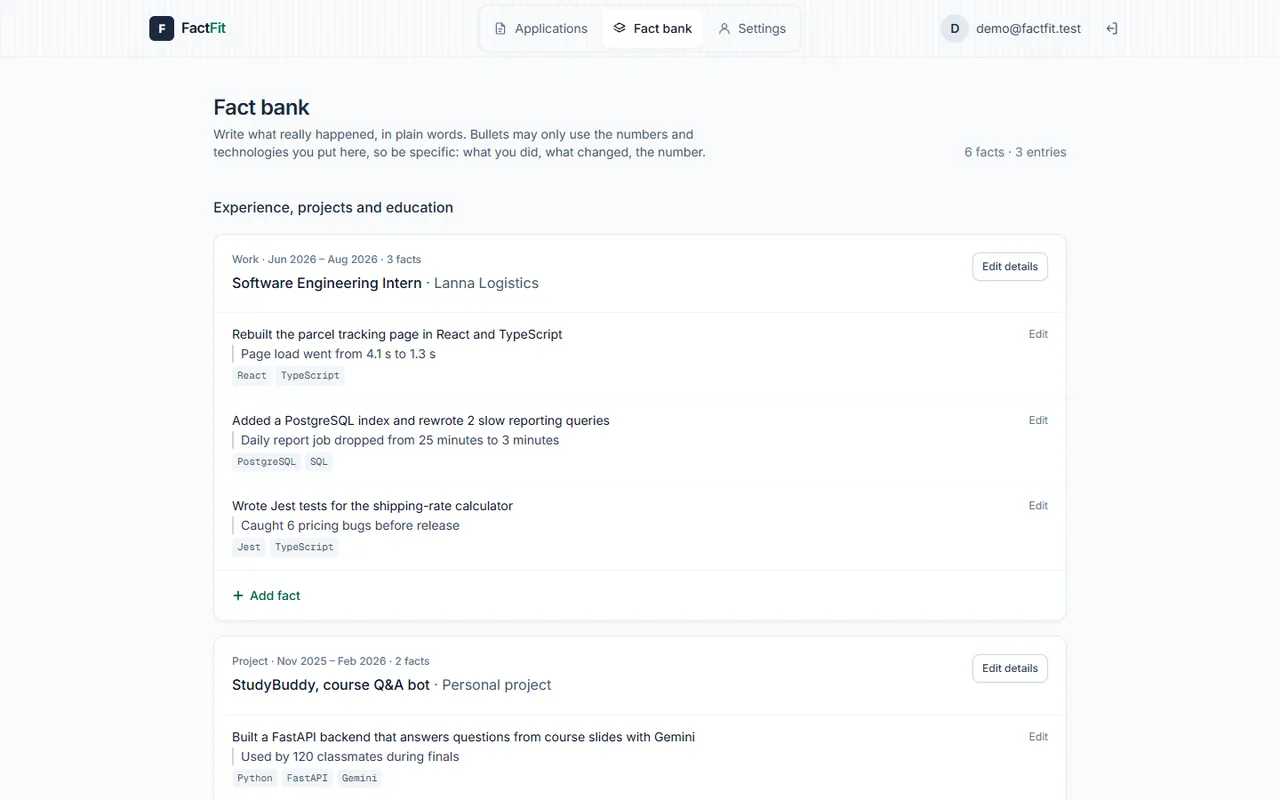 F FactFit
Applications
Fact bank
Settings
D demo@factfit.test
Fact bank
Write what really happened, in plain words. Bullets may only use the numbers and
technologies you put here, so be specific: what you did, what changed, the number.
6 facts · 3 entries
Experience, projects and education
Work · Jun 2026 – Aug 2026 · 3 facts
Software Engineering Intern · Lanna Logistics
Edit details
Rebuilt the parcel tracking page in React and TypeScript
Edit
Page load went from 4.1 s to 1.3 s
React TypeScript
Added a PostgreSQL index and rewrote 2 slow reporting queries
Edit
Daily report job dropped from 25 minutes to 3 minutes
PostgreSQL SQL
Wrote Jest tests for the shipping-rate calculator
Edit
Caught 6 pricing bugs before release
Jest TypeScript
+ Add fact
Project · Nov 2025 – Feb 2026 · 2 facts
StudyBuddy, course Q&A bot · Personal project
Edit details
Built a FastAPI backend that answers questions from course slides with Gemini
Edit
Used by 120 classmates during finals
Python FastAPI Gemini